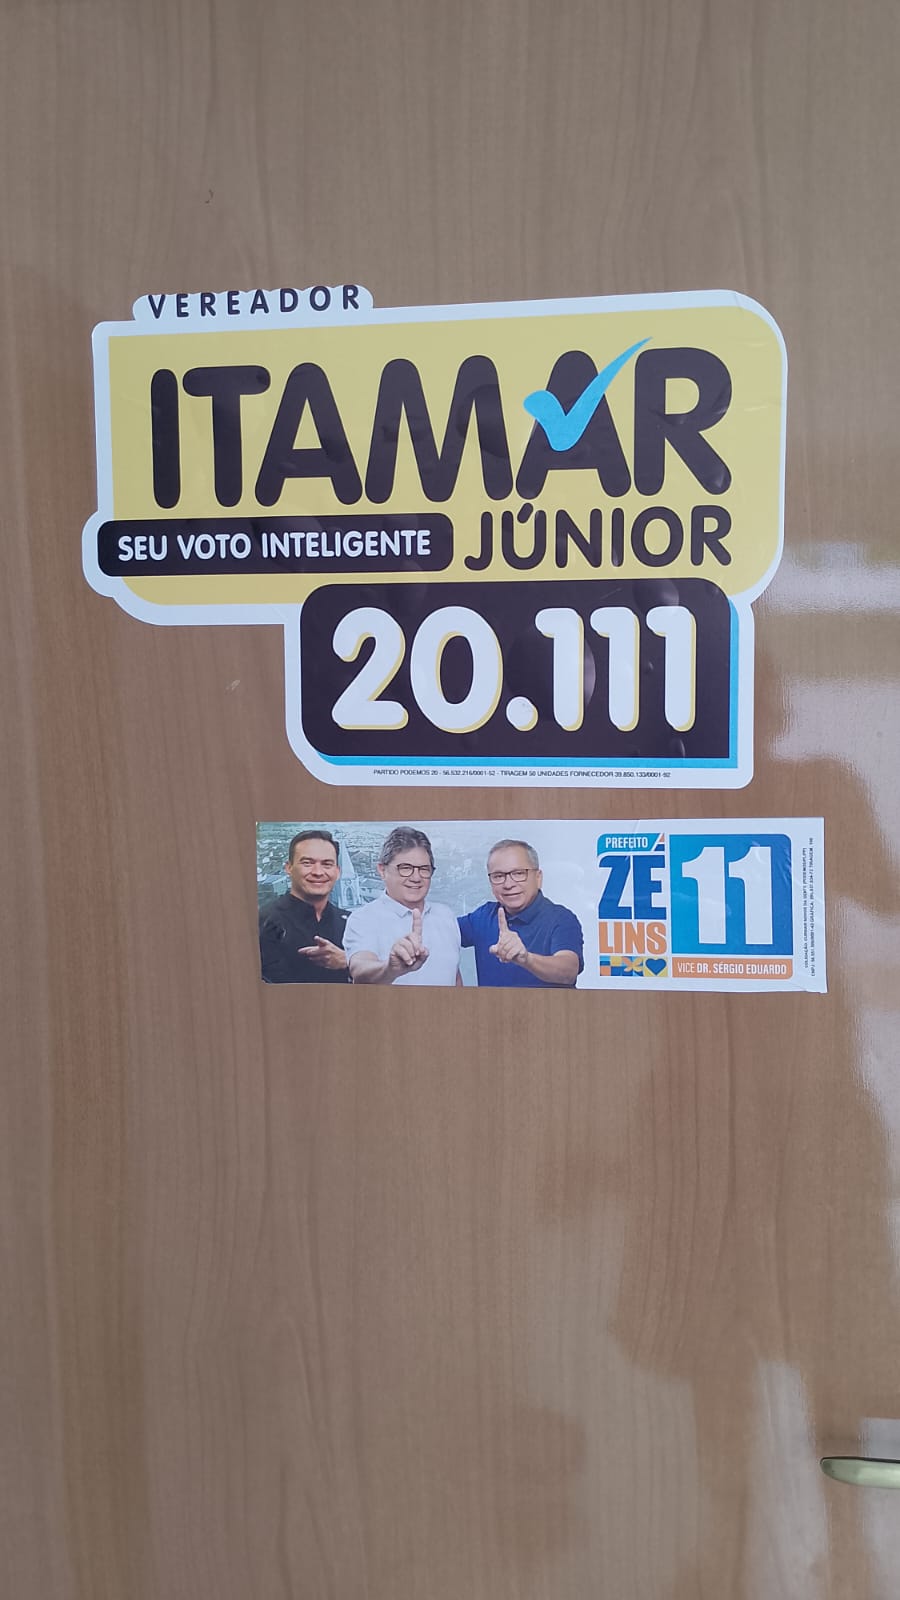 VEREADOR
ITAMAR
SEU VOTO INTELIGENTE JÚNIOR
20.111
PARTIDO PODEMOS 20 - 56.532.216/0001-52 - TIRAGEM 50 UNIDADES FORNECEDOR 39.850.133/0001-92
PREFEITO
ZÉ
LINS
11
VICE DR. SÉRGIO EDUARDO